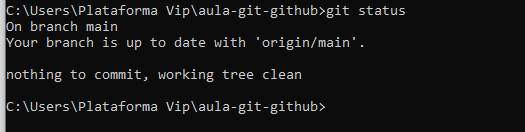 C:\Users\Plataforma Vip\aula-git-github>git status
On branch main
Your branch is up to date with 'origin/main'.
nothing to commit, working tree clean
C:\Users\Plataforma Vip\aula-git-github>